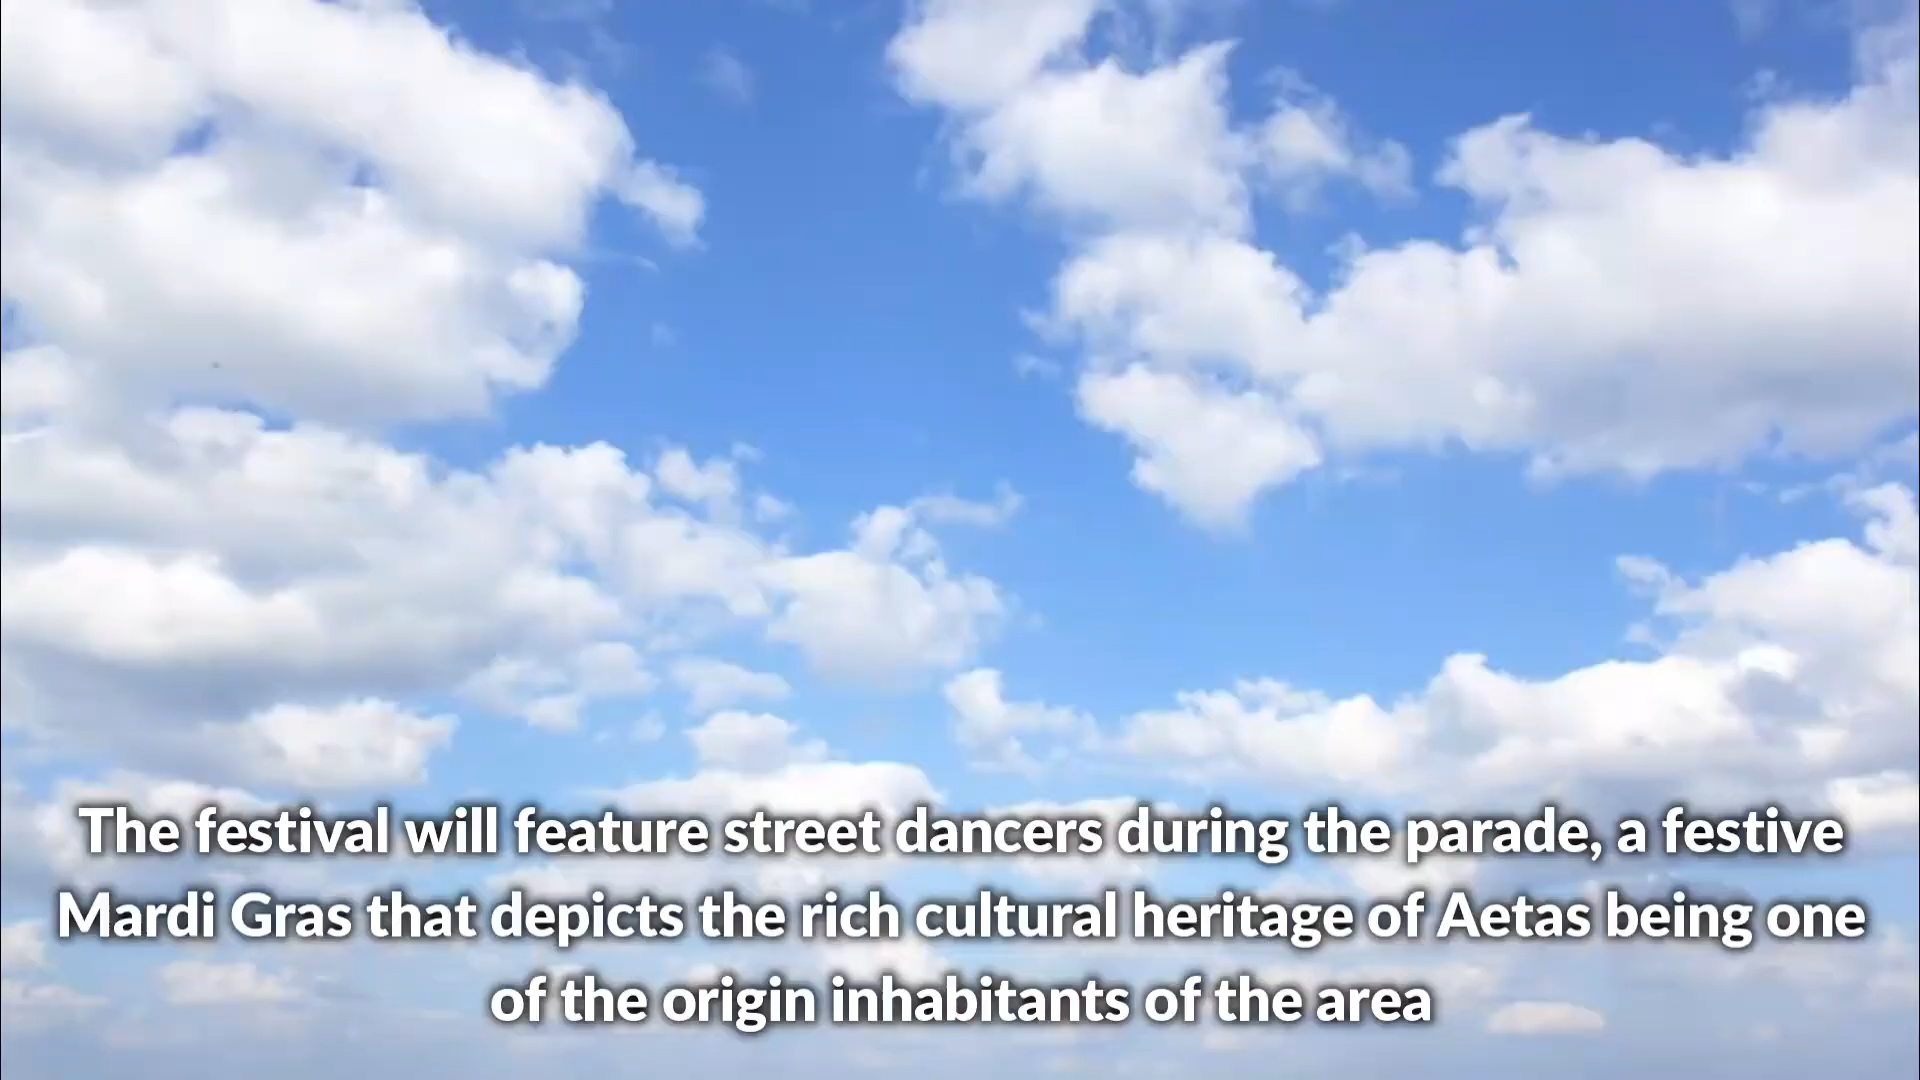 The festival will feature street dancers during the parade, a festive
Mardi Gras that depicts the rich cultural heritage of Aetas being one
of the origin inhabitants of the area